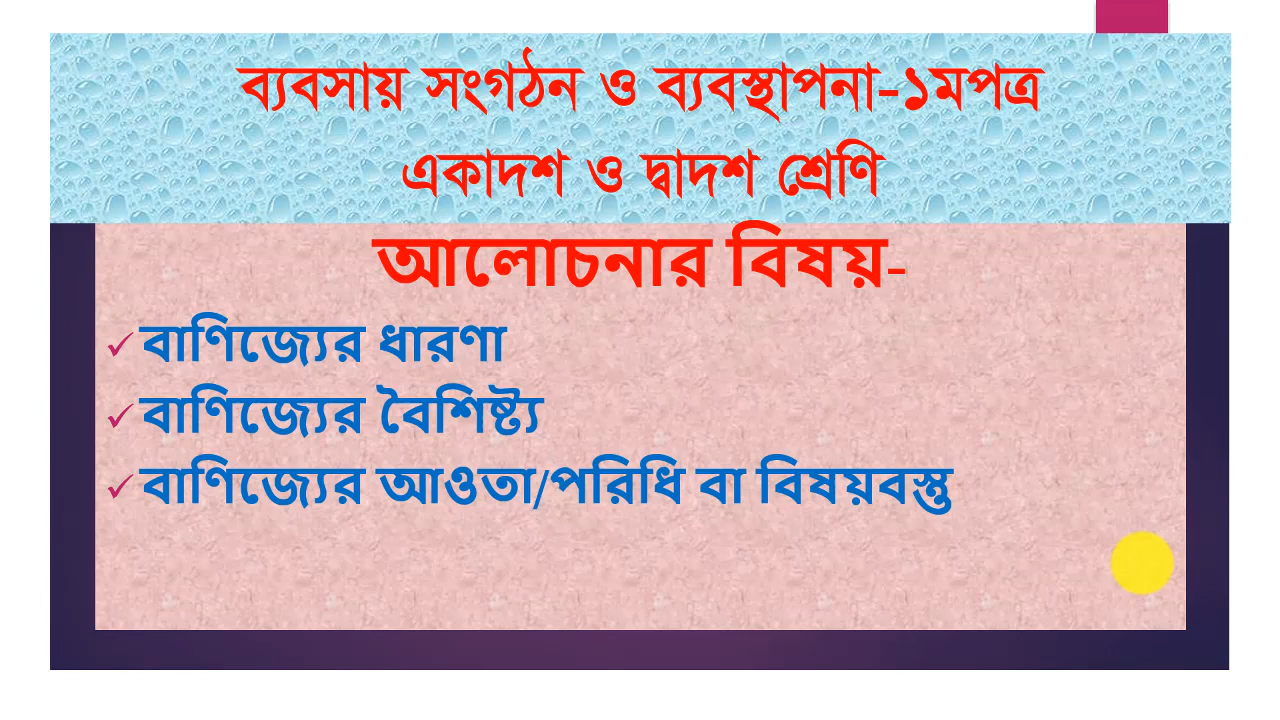 ব্যবসায় সংগঠন ও ব্যবস্থাপনা-১মপত্র
একাদশ ও দ্বাদশ শ্রেণি
আলোচনার বিষয়-
✓ বাণিজ্যের ধারণা
✓ বাণিজ্যের বৈশিষ্ট্য
✓ বাণিজ্যের আওতা/পরিধি বা বিষয়বস্তু